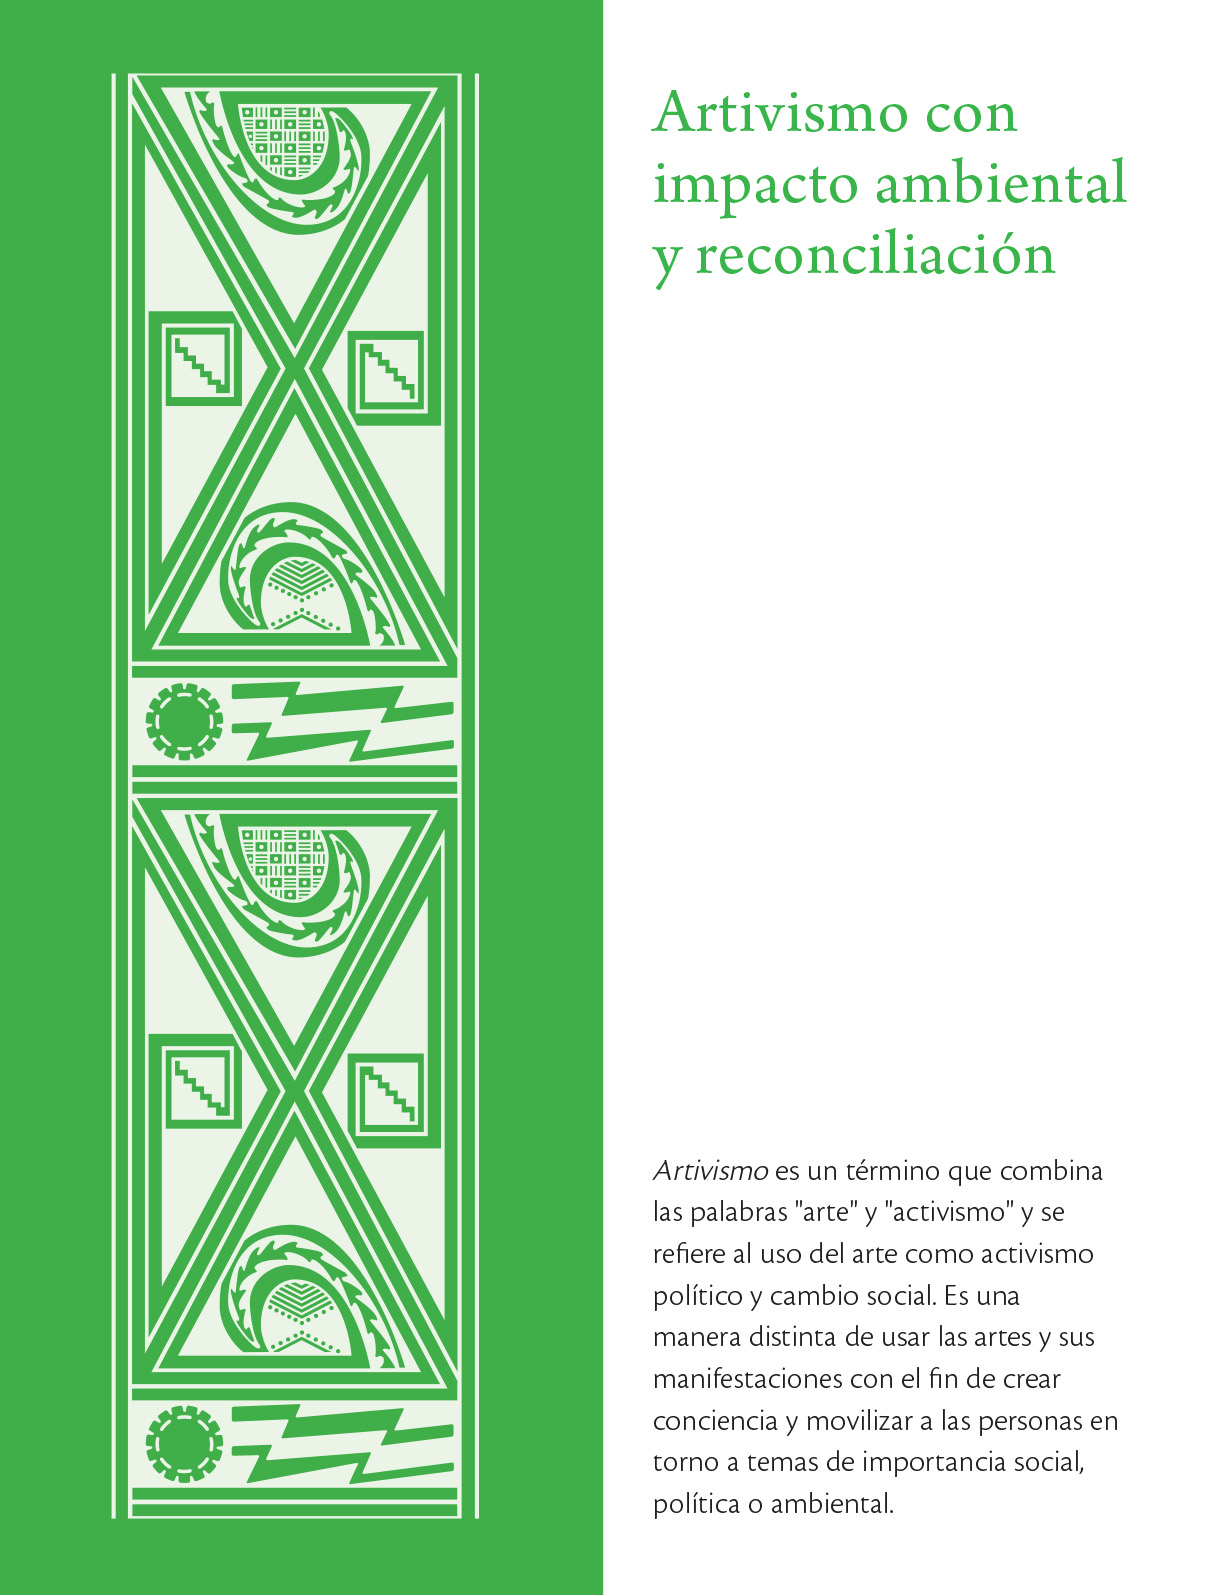 Artivismo con
impacto ambiental
y reconciliación
Artivismo es un término que combina
las palabras "arte" y "activismo" y se
refiere al uso del arte como activismo
político y cambio social. Es una
manera distinta de usar las artes y sus
manifestaciones con el fin de crear
conciencia y movilizar a las personas en
torno a temas de importancia social,
política o ambiental.